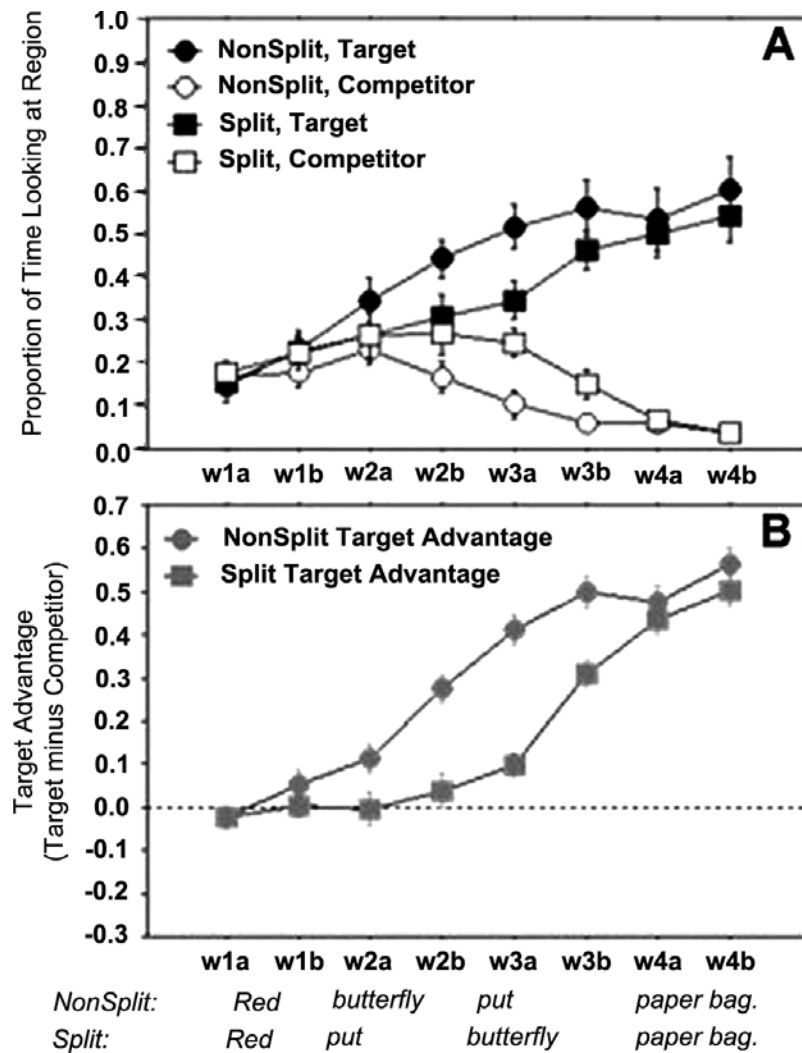 1.0
NonSplit, Target
A
0.9
NonSplit, Competitor
0.8
Split, Target
0.7
Split, Competitor
0.6
0.5
0.4
0.3
0.2
0.1
0.0
Proportion of Time Looking at Region
w1a w1b w2a w2b w3a w3b w4a w4b
0.7
NonSplit Target Advantage
B
0.6
Split Target Advantage
0.5
0.4
0.3
0.2
0.1
0.0
-0.1
-0.2
-0.3
Target Advantage
(Target minus Competitor)
w1a w1b w2a w2b w3a w3b w4a w4b
NonSplit: Red butterfly put paper bag.
Split: Red put butterfly paper bag.